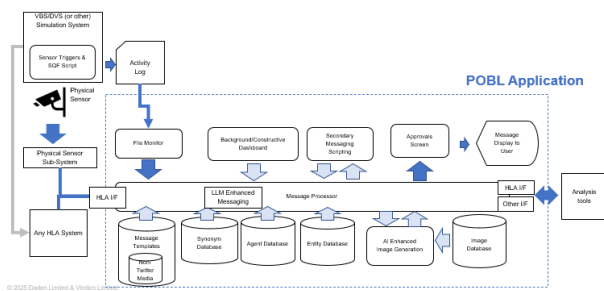 VBS/DVS (or other)
Simulation System
Sensor Triggers &
SQF Script
Activity
Log
Physical
Sensor
POBL Application
Physical Sensor
Sub-System
File Monitor
Background/Constructive
Dashboard
Secondary
Messaging
Scripting
Approvals
Screen
Message
Display to
User
HLA I/F
LLM Enhanced
Messaging
Message Processor
HLA I/F
Other I/F
Analysis
tools
Any HLA System
Message
Templates
Non-
Twitter
Media
Synonym
Database
Agent Database
Entity Database
AI Enhanced
Image Generation
Image
Database
© 2025 Daden Limited & Vindico Limited